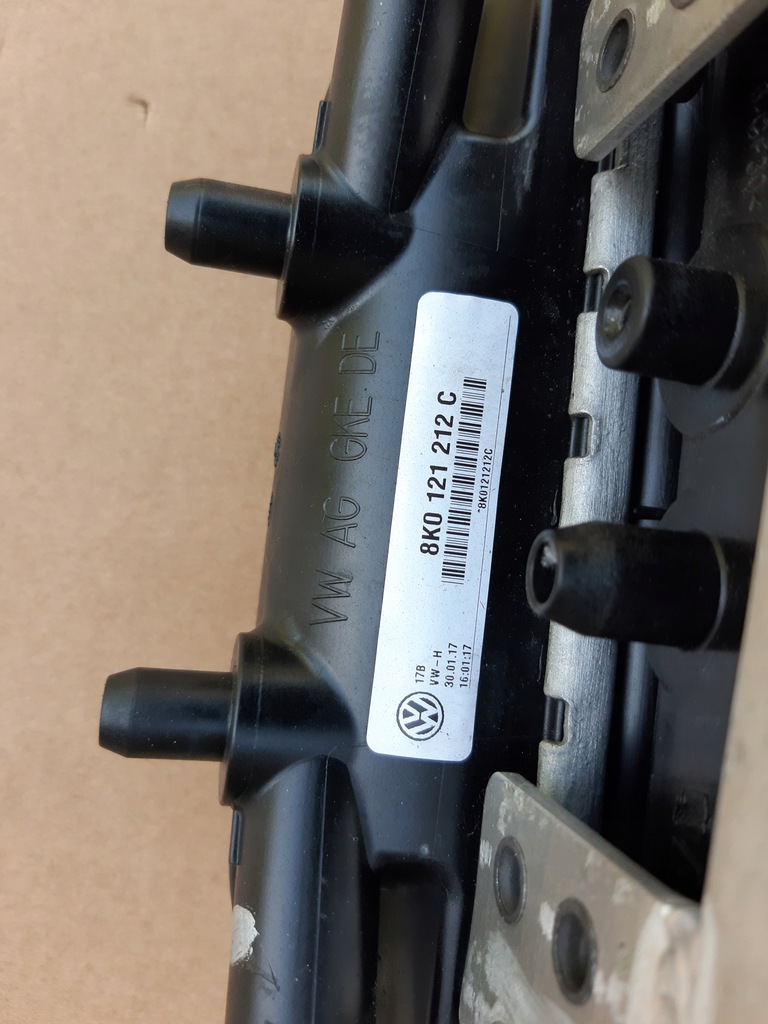 VW AG GKE DE
8K0 121 212 C
*8K0121212C
17B
VW-H
30.01.17
16:01:17